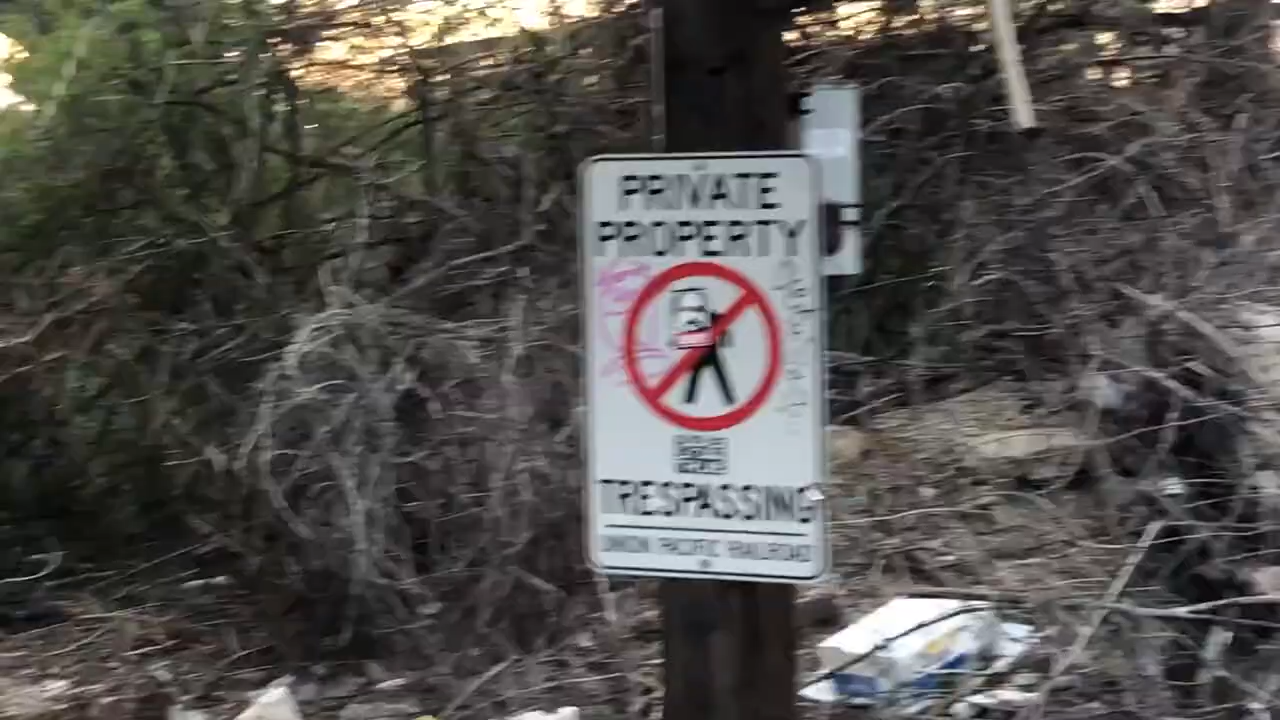 PRIVATE
PROPERTY
TRESPASSING
UNION PACIFIC RAILROAD